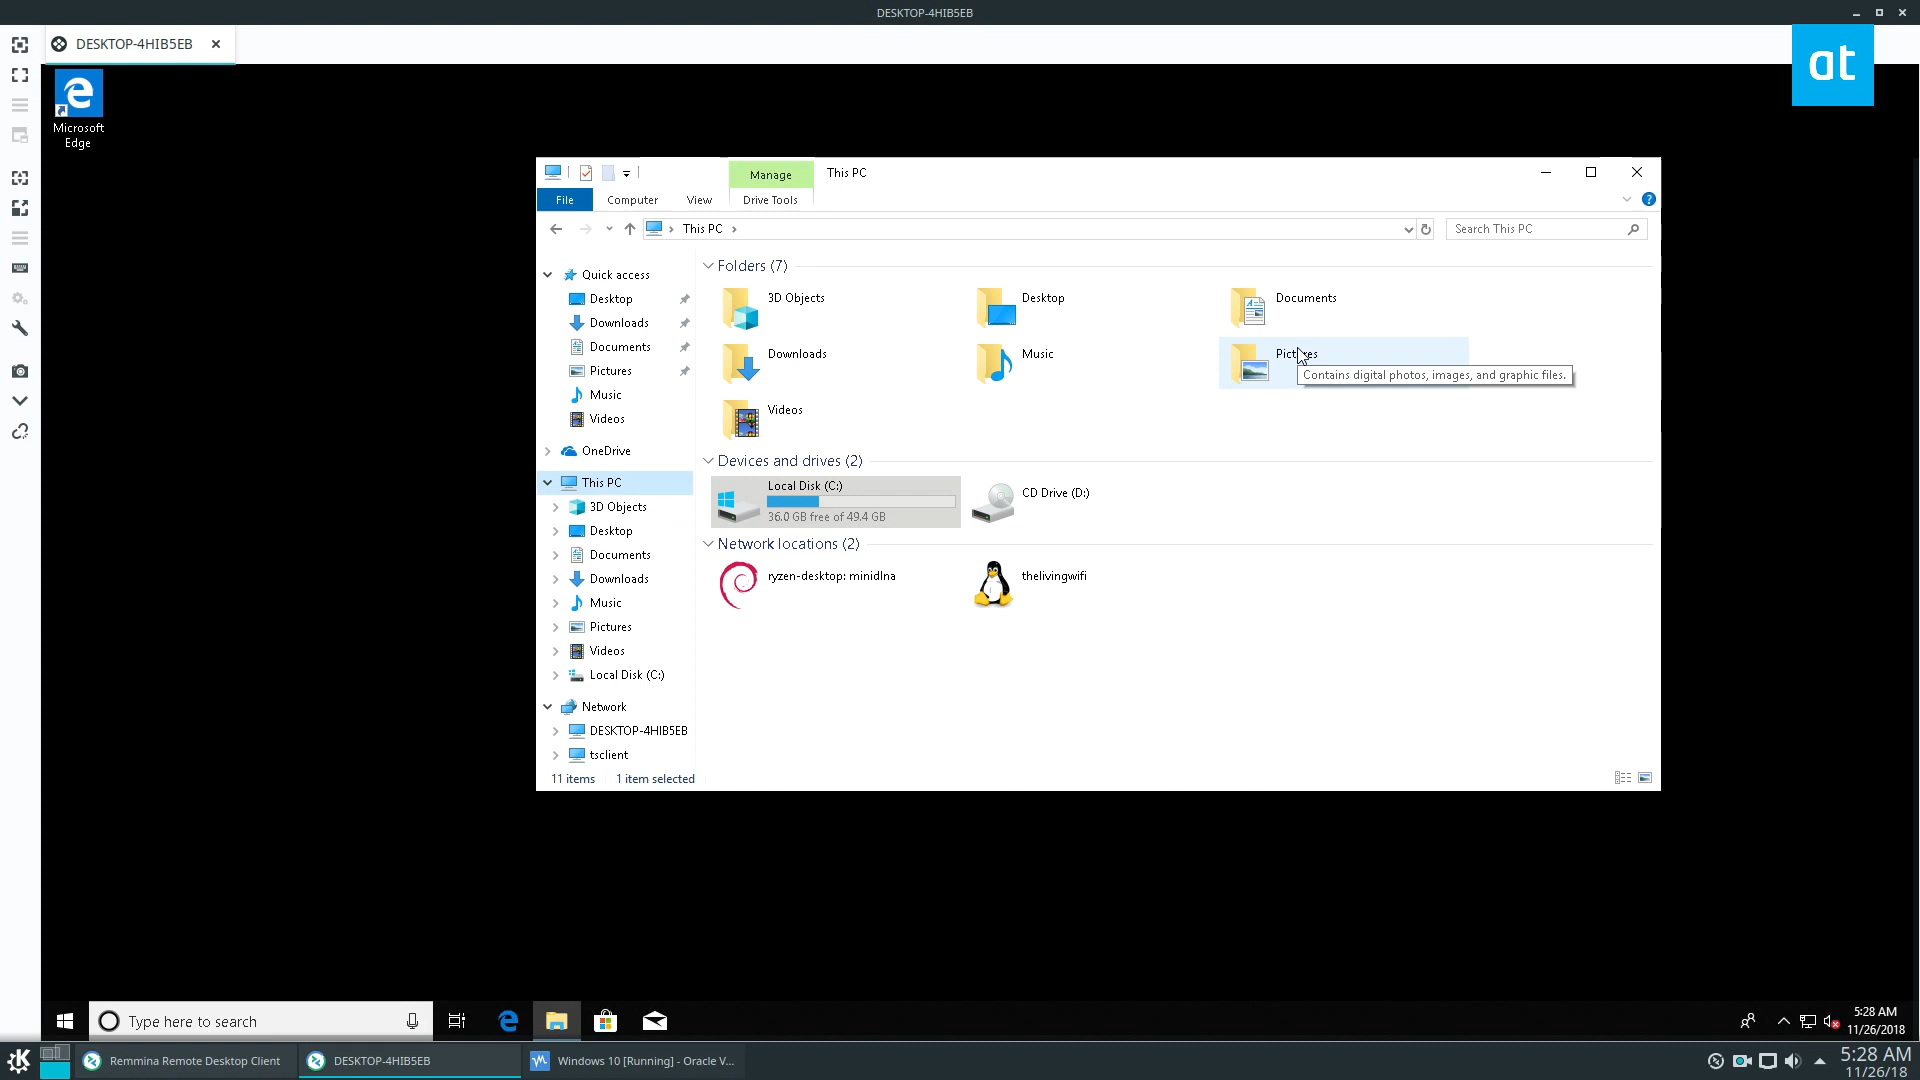 DESKTOP-4HIB5EB
DESKTOP-4HIB5EB
at
Microsoft
Edge
Manage
This PC
File
Computer
View
Drive Tools
This PC
Search This PC
Quick access
Desktop
Downloads
Documents
Pictures
Music
Videos
OneDrive
This PC
3D Objects
Desktop
Documents
Downloads
Music
Pictures
Videos
Local Disk (C:)
Network
DESKTOP-4HIB5EB
tsclient
Folders (7)
3D Objects
Desktop
Documents
Downloads
Music
Pictures
Contains digital photos, images, and graphic files.
Videos
Devices and drives (2)
Local Disk (C:)
36.0 GB free of 49.4 GB
CD Drive (D:)
Network locations (2)
ryzen-desktop: minidlna
thelivingwifi
11 items
1 item selected
Type here to search
5:28 AM
11/26/2018
Remmina Remote Desktop Client
DESKTOP-4HIB5EB
Windows 10 [Running] - Oracle V...
5:28 AM
11/26/18